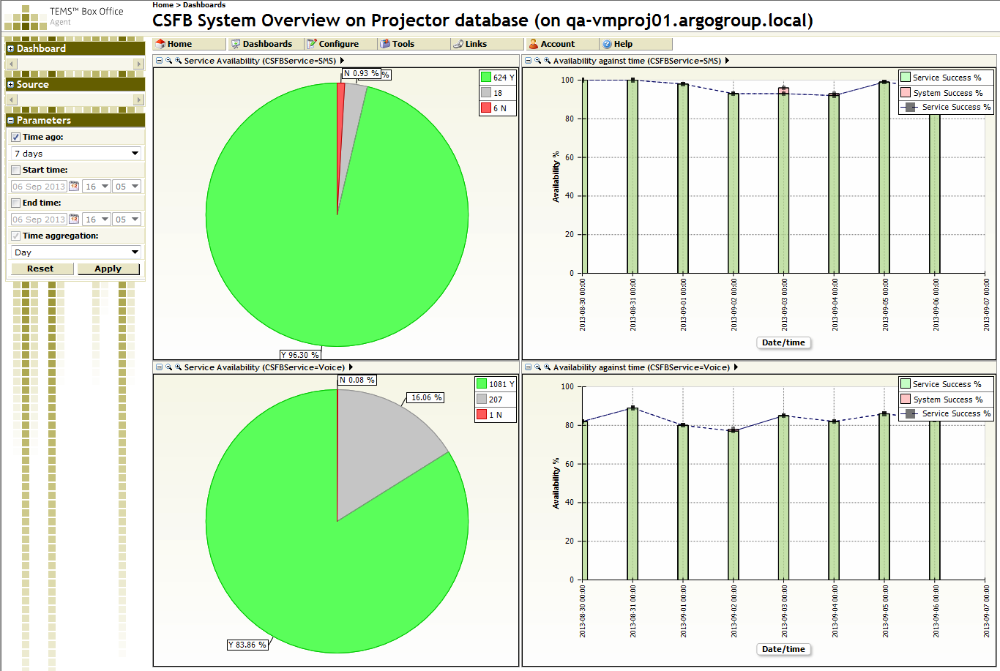 TEMS™ Box Office
Agent
Home > Dashboards
CSFB System Overview on Projector database (on qa-vmproj01.argogroup.local)
Home
Dashboards
Configure
Tools
Links
Account
Help
Dashboard
Source
Parameters
Time ago:
7 days
Start time:
06 Sep 2013 12 16 05
End time:
06 Sep 2013 12 16 05
Time aggregation:
Day
Reset Apply
Service Availability (CSFBService=SMS)
N 0.93 %
%
624 Y
18
6 N
Y 96.30 %
Availability against time (CSFBService=SMS)
Service Success %
System Success %
Service Success %
Availability %
100
80
60
40
20
0
2013-08-30 00:00
2013-08-31 00:00
2013-09-01 00:00
2013-09-02 00:00
2013-09-03 00:00
2013-09-04 00:00
2013-09-05 00:00
2013-09-06 00:00
2013-09-07 00:00
Date/time
Service Availability (CSFBService=Voice)
N 0.08 %
16.06 %
1081 Y
207
1 N
Y 83.86 %
Availability against time (CSFBService=Voice)
Service Success %
System Success %
Service Success %
Availability %
100
80
60
40
20
0
2013-08-30 00:00
2013-08-31 00:00
2013-09-01 00:00
2013-09-02 00:00
2013-09-03 00:00
2013-09-04 00:00
2013-09-05 00:00
2013-09-06 00:00
2013-09-07 00:00
Date/time